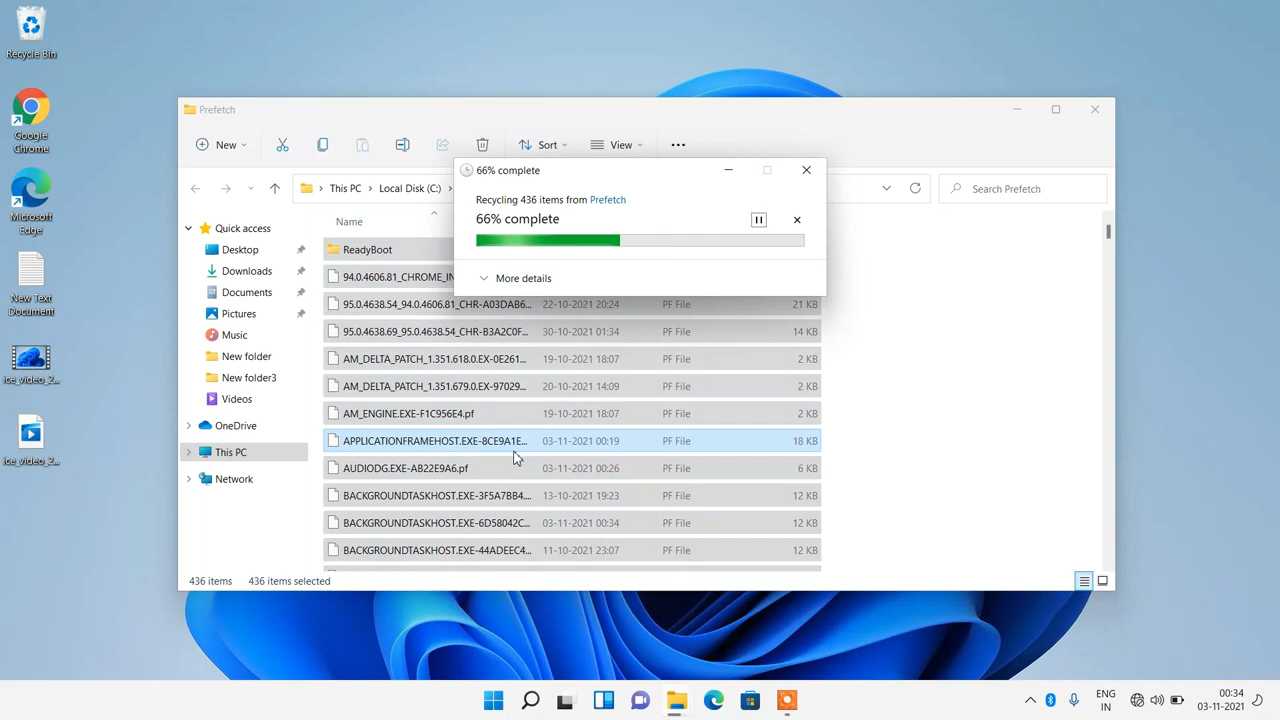 Recycle Bin
Google
Chrome
Microsoft
Edge
New Text
Document
ice_video_2...
ice_video_2...
Prefetch
New
Sort
View
This PC
Local Disk (C:)
Search Prefetch
Quick access
Desktop
Downloads
Documents
Pictures
Music
New folder
New folder3
Videos
OneDrive
This PC
Network
Name
ReadyBoot
94.0.4606.81_CHROME_IN
95.0.4638.54_94.0.4606.81_CHR-A03DAB6... 22-10-2021 20:24 PF File 21 KB
95.0.4638.69_95.0.4638.54_CHR-B3A2C0F... 30-10-2021 01:34 PF File 14 KB
AM_DELTA_PATCH_1.351.618.0.EX-0E261... 19-10-2021 18:07 PF File 2 KB
AM_DELTA_PATCH_1.351.679.0.EX-97029... 20-10-2021 14:09 PF File 2 KB
AM_ENGINE.EXE-F1C956E4.pf 19-10-2021 18:07 PF File 2 KB
APPLICATIONFRAMEHOST.EXE-8CE9A1E... 03-11-2021 00:19 PF File 18 KB
AUDIODG.EXE-AB22E9A6.pf 03-11-2021 00:26 PF File 6 KB
BACKGROUNDTASKHOST.EXE-3F5A7BB4... 13-10-2021 19:23 PF File 12 KB
BACKGROUNDTASKHOST.EXE-6D58042C... 03-11-2021 00:34 PF File 12 KB
BACKGROUNDTASKHOST.EXE-44ADEEC4... 11-10-2021 23:07 PF File 12 KB
436 items 436 items selected
66% complete
Recycling 436 items from Prefetch
66% complete
More details
ENG
IN
00:34
03-11-2021